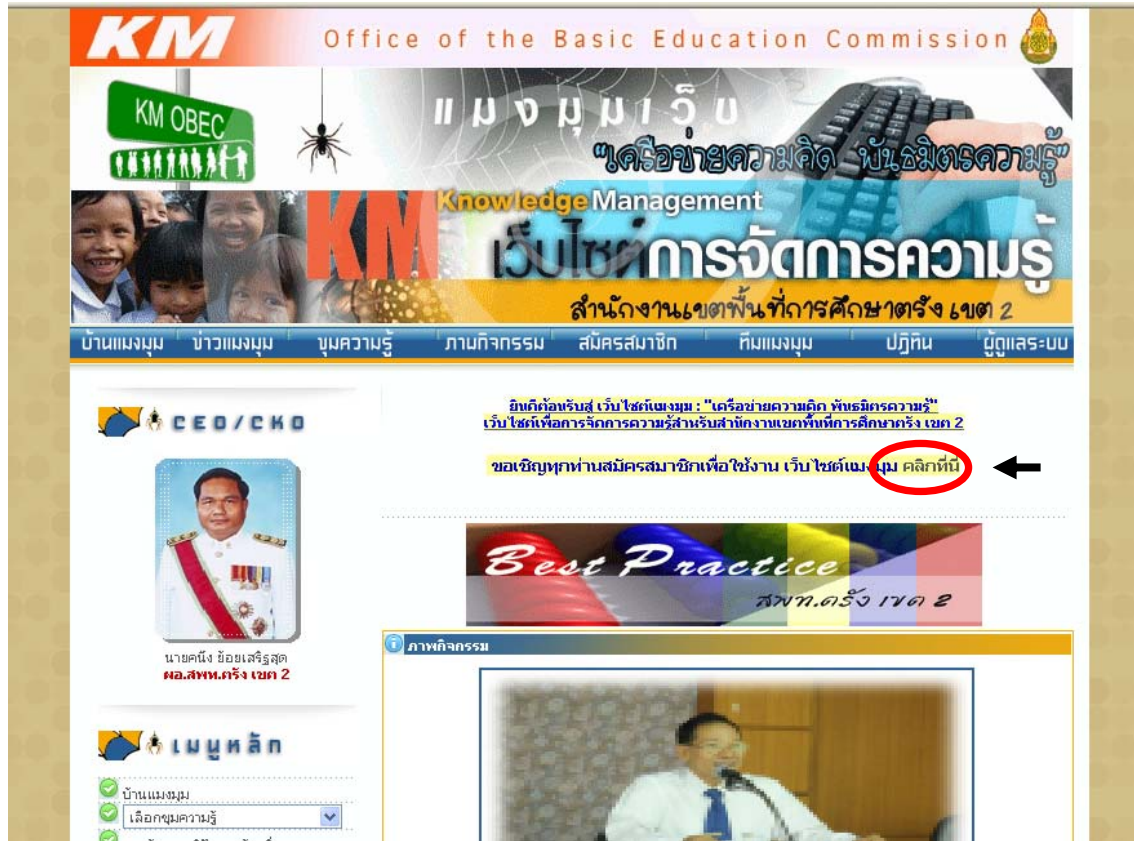 KM Office of the Basic Education Commission
KM OBEC
แมงมุมเว็บ
"เครือข่ายความคิด พันธมิตรความรู้"
KM Knowledge Management
เว็บไซต์การจัดการความรู้
สำนักงานเขตพื้นที่การศึกษาตรัง เขต 2
บ้านแมงมุม ข่าวแมงมุม ขุมความรู้ ภานกิจกรรม สมัครสมาชิก ทีมแมงมุม ปฎิทิน ผู้ดูแลระบบ
CEO/CKO
ยินดีต้อนรับสู่ เว็บไซต์แมงมุม : "เครือข่ายความคิด พันธมิตรความรู้"
เว็บไซต์เพื่อการจัดการความรู้สำหรับสำนักงานเขตพื้นที่การศึกษาตรัง เขต 2
ขอเชิญทุกท่านสมัครสมาชิกเพื่อใช้งาน เว็บไซต์แมงมุม คลิกที่นี่
Best Practice
สพท.ตรัง เขต 2
นายคนึง ย้อยเสริฐสุด
ผอ.สพท.ตรัง เขต 2
ภาพกิจกรรม
เมนูหลัก
บ้านแมงมุม
เลือกขุมความรู้